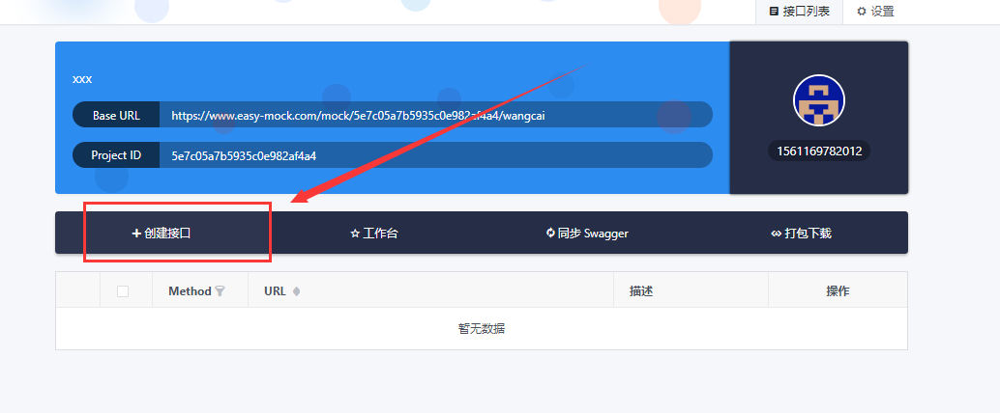 接口列表 设置
xxx
Base URL https://www.easy-mock.com/mock/5e7c05a7b5935c0e982af4a4/wangcai
Project ID 5e7c05a7b5935c0e982af4a4
1561169782012
创建接口 工作台 同步 Swagger 打包下载
Method URL 描述 操作
暂无数据